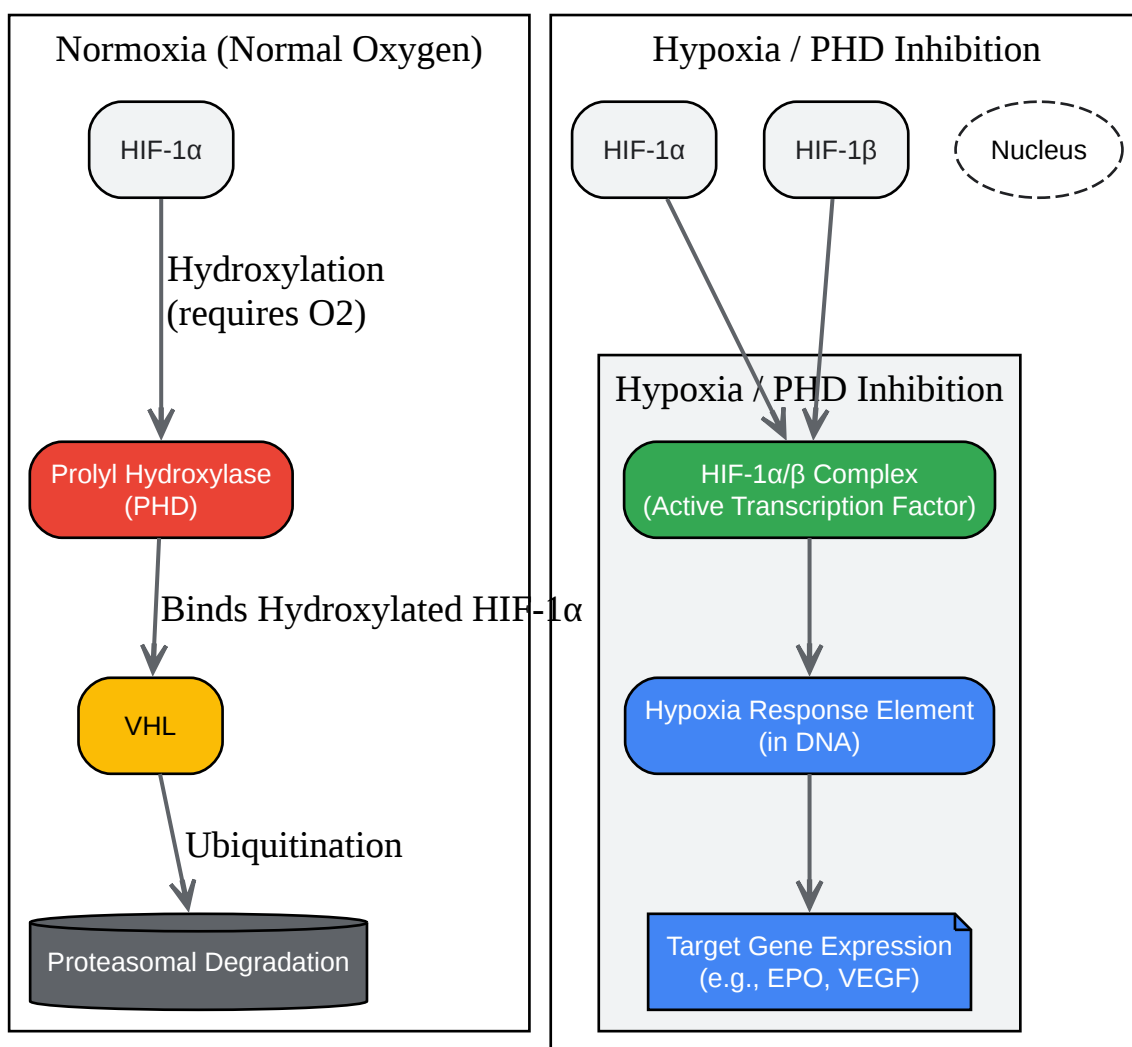 Normoxia (Normal Oxygen)
HIF-1α
Hydroxylation
(requires O2)
Prolyl Hydroxylase
(PHD)
Binds Hydroxylated HIF-1α
VHL
Ubiquitination
Proteasomal Degradation
Hypoxia / PHD Inhibition
HIF-1α
HIF-1β
Nucleus
Hypoxia / PHD Inhibition
HIF-1α/β Complex
(Active Transcription Factor)
Hypoxia Response Element
(in DNA)
Target Gene Expression
(e.g., EPO, VEGF)